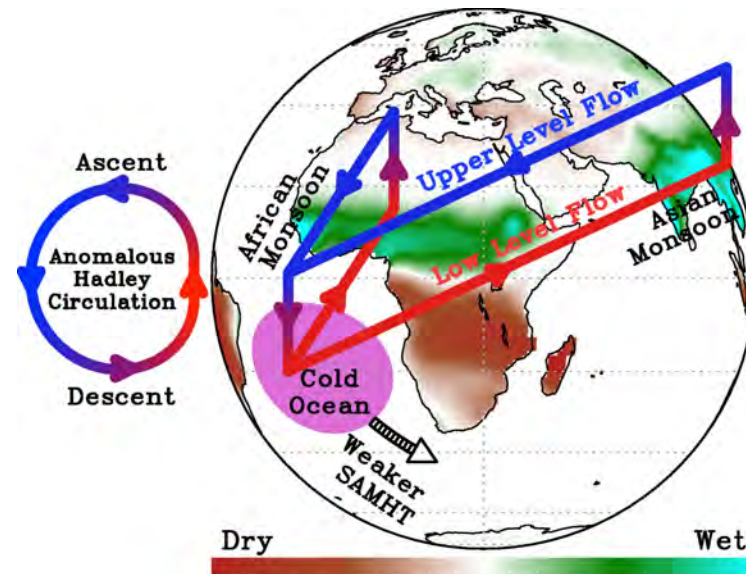 Ascent
Anomalous
Hadley
Circulation
Descent
African
Monsoon
Upper Level Flow
Low Level Flow
Asian
Monsoon
Cold
Ocean
Weaker
SAMHT
Dry
Wet